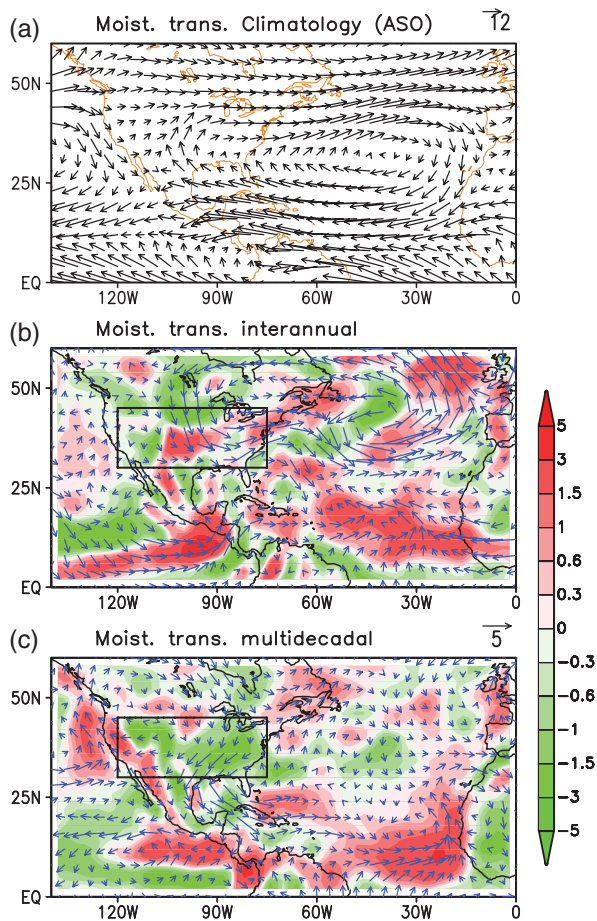 (a) Moist. trans. Climatology (ASO) 12
50N
25N
EQ
120W 90W 60W 30W 0
(b) Moist. trans. interannual
50N
25N
EQ
120W 90W 60W 30W 0
(c) Moist. trans. multidecadal 5
50N
25N
EQ
120W 90W 60W 30W 0
5
3
1.5
1
0.6
0.3
0
−0.3
−0.6
−1
−1.5
−3
−5